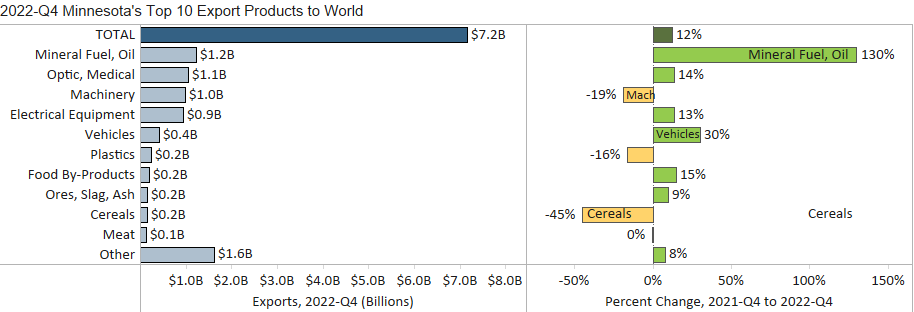 2022-Q4 Minnesota's Top 10 Export Products to World
TOTAL $7.2B 12%
Mineral Fuel, Oil $1.2B Mineral Fuel, Oil 130%
Optic, Medical $1.1B 14%
Machinery $1.0B -19% Mach
Electrical Equipment $0.9B 13%
Vehicles $0.4B Vehicles 30%
Plastics $0.2B -16%
Food By-Products $0.2B 15%
Ores, Slag, Ash $0.2B 9%
Cereals $0.2B -45% Cereals Cereals
Meat $0.1B 0%
Other $1.6B 8%
$1.0B $2.0B $3.0B $4.0B $5.0B $6.0B $7.0B $8.0B -50% 0% 50% 100% 150%
Exports, 2022-Q4 (Billions) Percent Change, 2021-Q4 to 2022-Q4